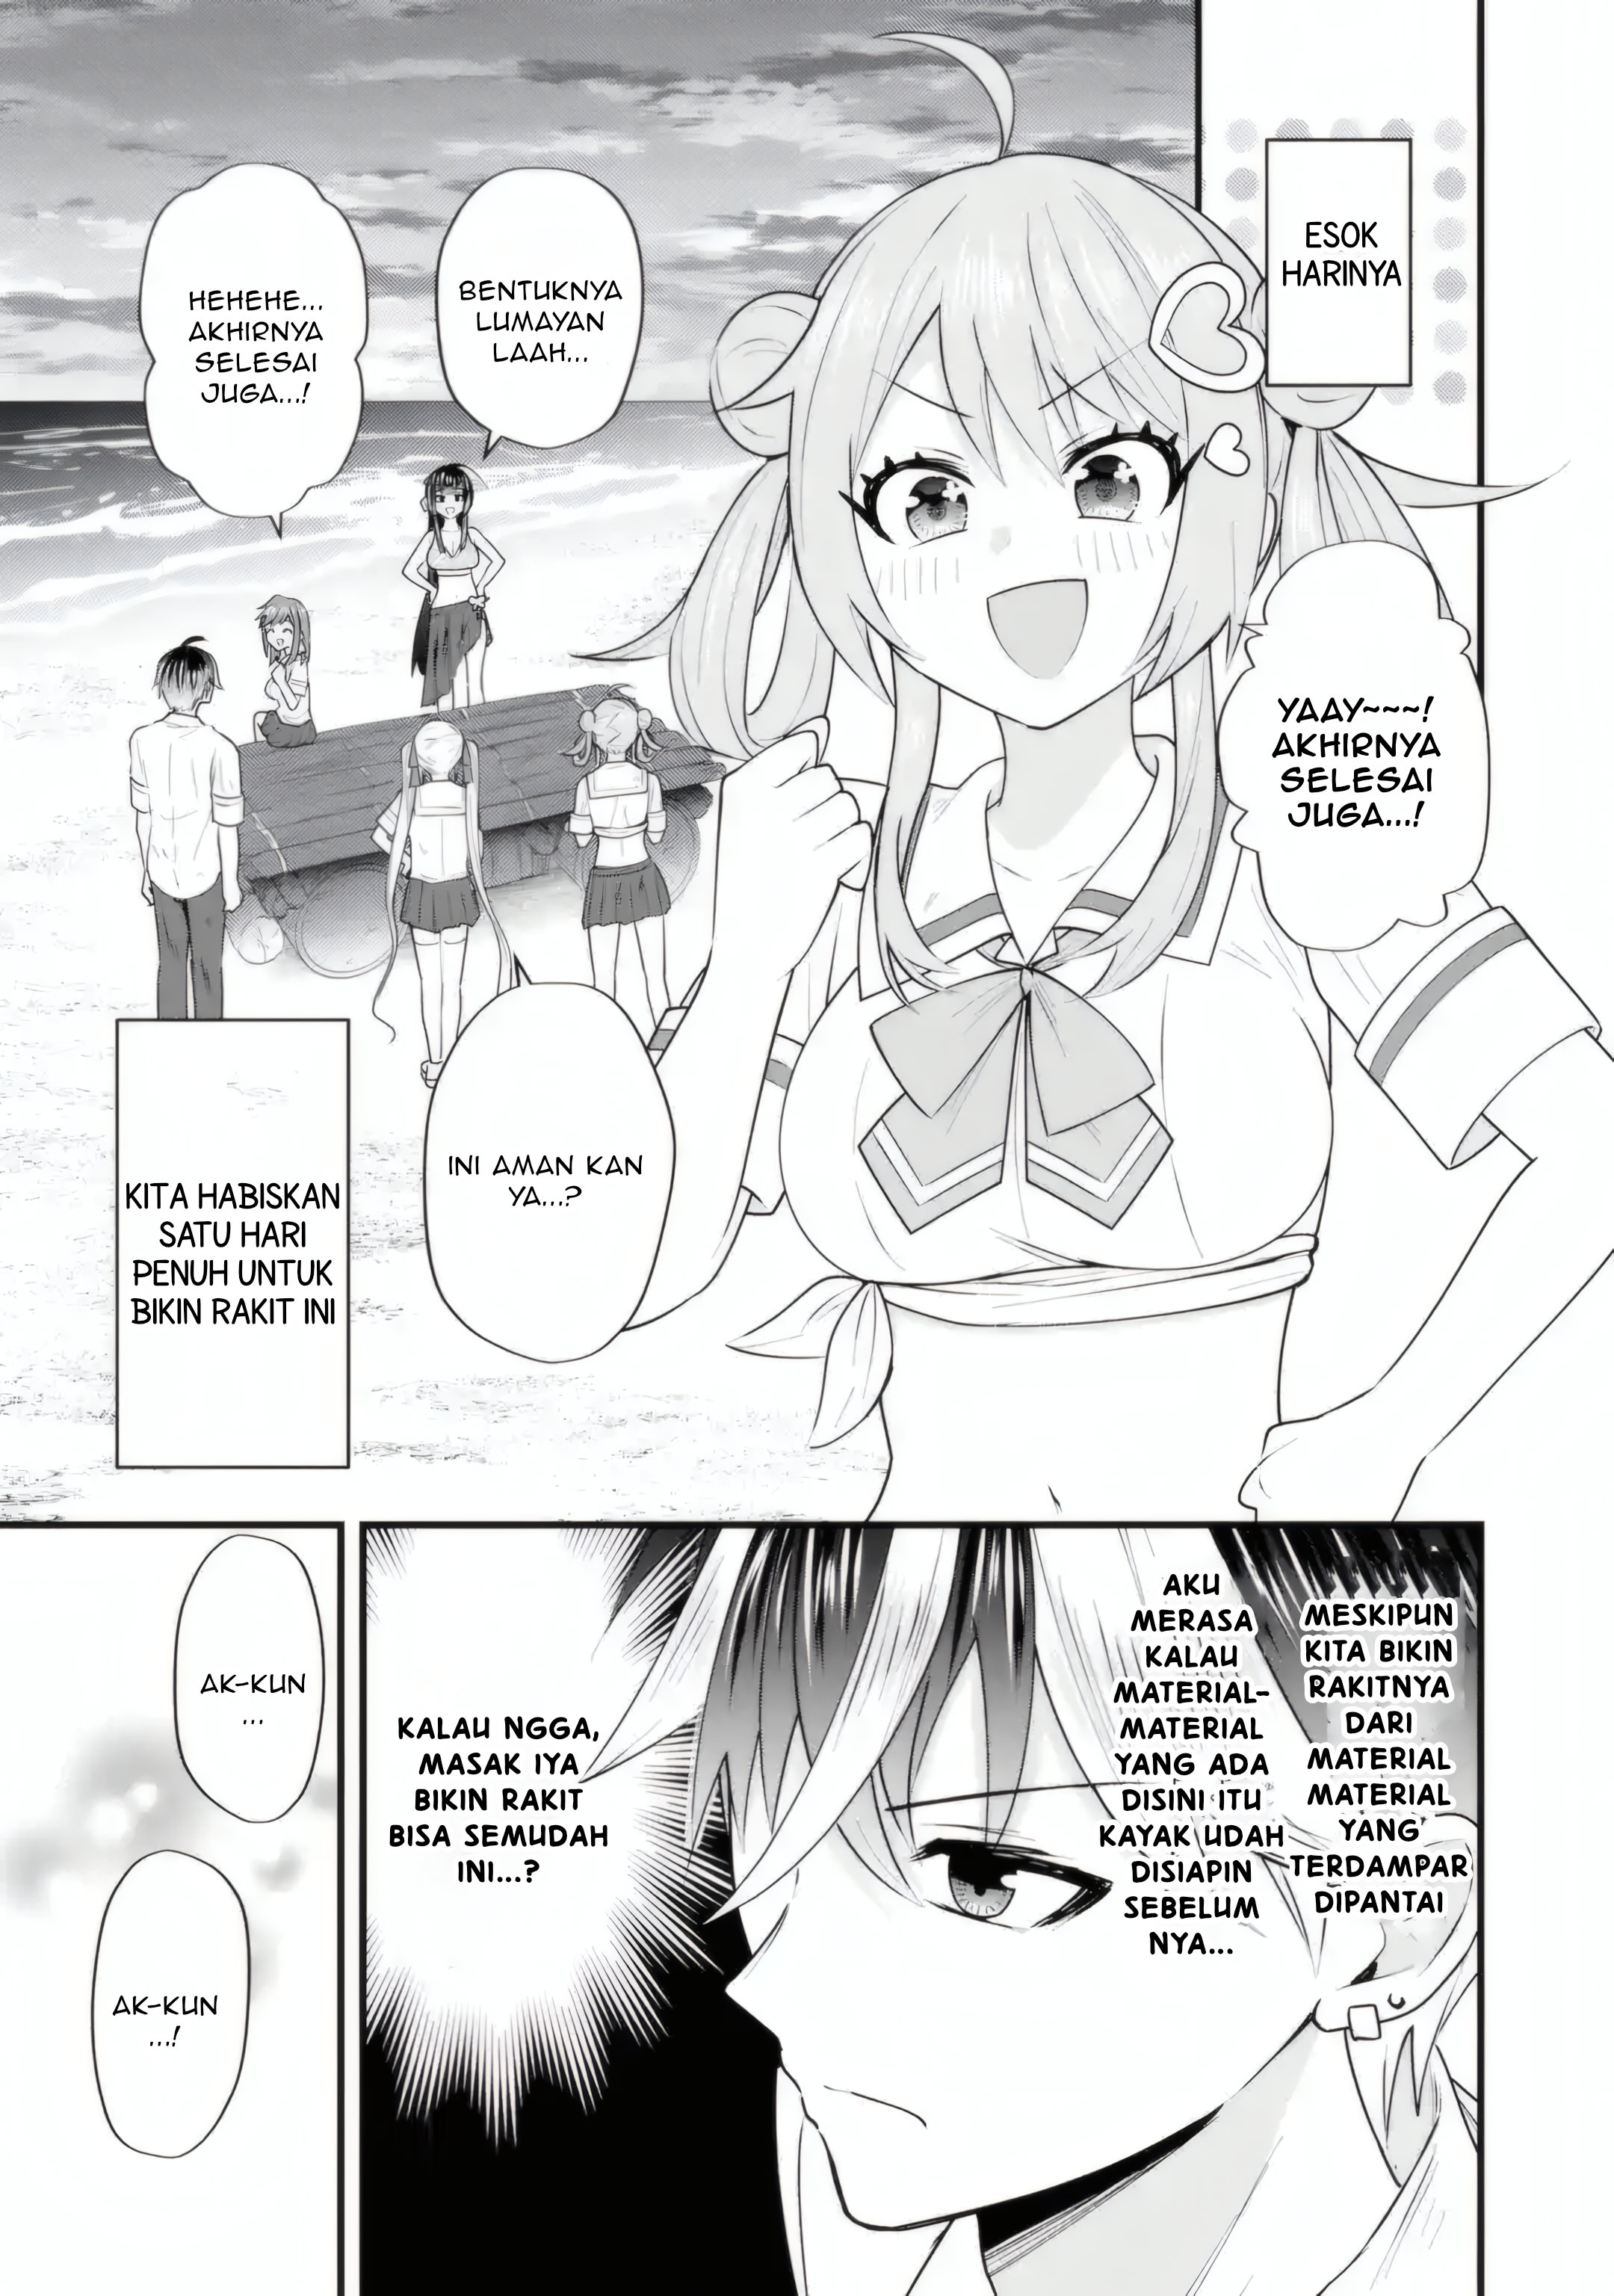 ESOK
HARINYA
YAAY~~~!
AKHIRNYA
SELESAI
JUGA...!
BENTUKNYA
LUMAYAN
LAAH...
HEHEHE...
AKHIRNYA
SELESAI
JUGA...!
INI AMAN KAN
YA...?
KITA HABISKAN
SATU HARI
PENUH UNTUK
BIKIN RAKIT INI
MESKIPUN
KITA BIKIN
RAKITNYA
DARI
MATERIAL
MATERIAL
YANG
TERDAMPAR
DIPANTAI
AKU
MERASA
KALAU
MATERIAL-
MATERIAL
YANG ADA
DISINI ITU
KAYAK UDAH
DISIAPIN
SEBELUM
NYA...
KALAU NGGA,
MASAK IYA
BIKIN RAKIT
BISA SEMUDAH
INI...?
AK-KUN
...
AK-KUN
...!